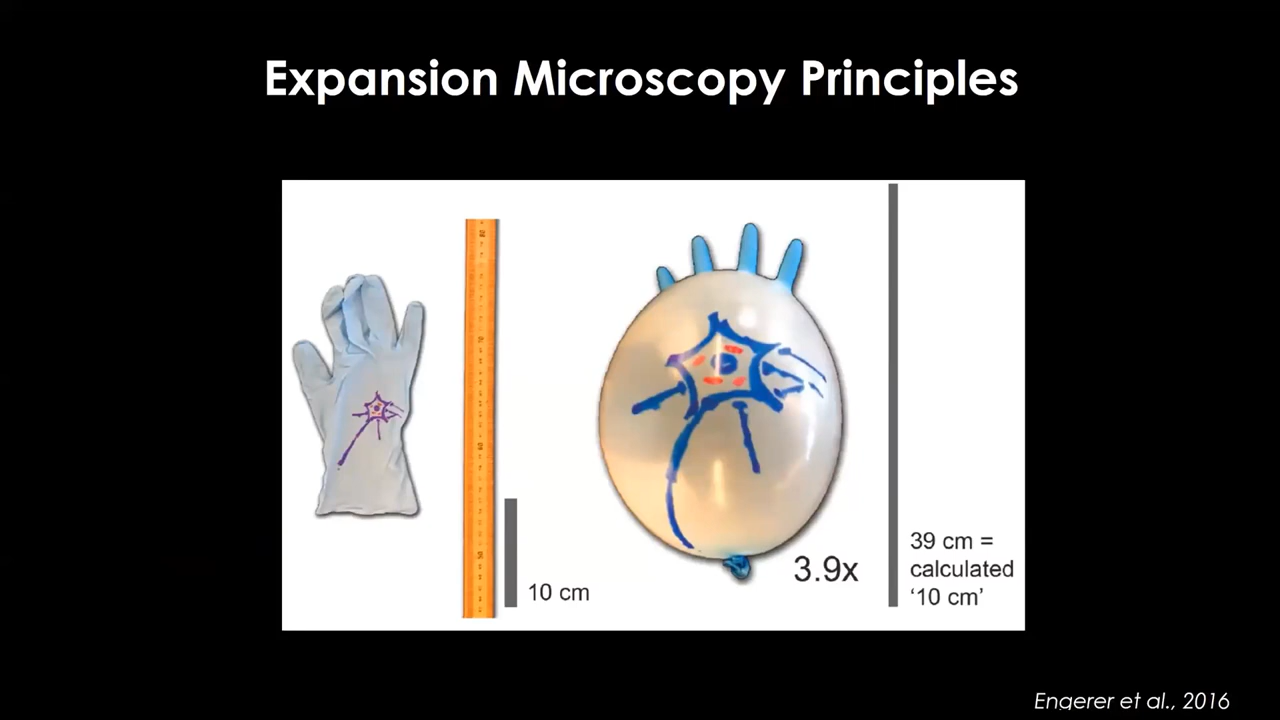 Expansion Microscopy Principles
10 cm
3.9x
39 cm =
calculated
‘10 cm’
Engerer et al., 2016